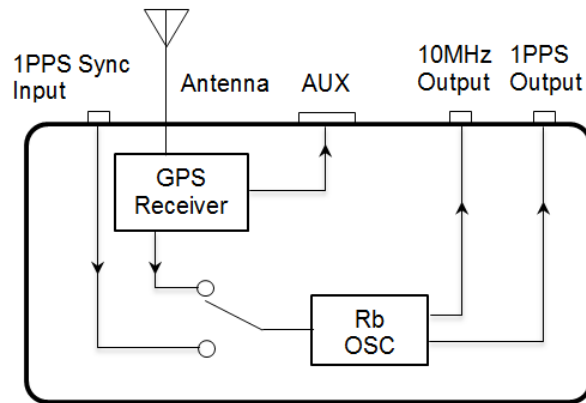 1PPS Sync
Input
Antenna
AUX
10MHz
Output
1PPS
Output
GPS
Receiver
Rb
OSC